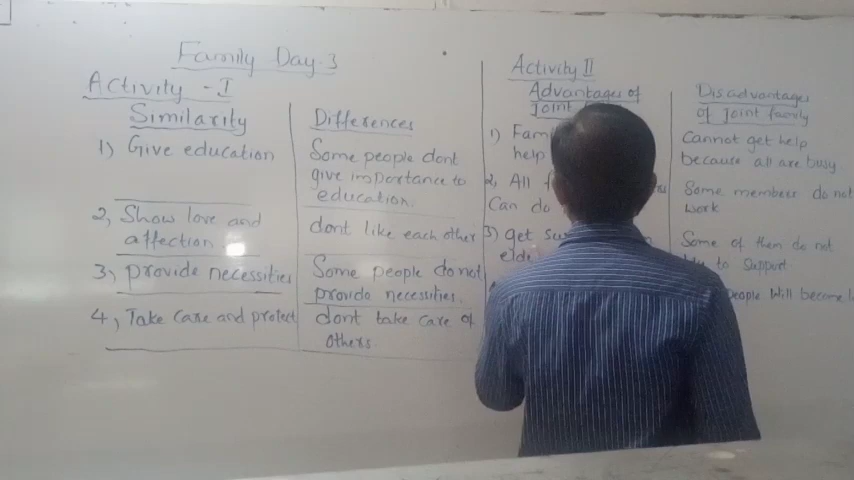 Family Day-3
Activity - I
Similarity
1) Give education
2, Show love and
affection.
3) provide necessities
4, Take care and protect
Differences
Some people dont
give importance to
education.
dont like each other
Some people do not
provide necessities.
dont take care of
others.
Activity II
Advantages of
Joint
1)
help
2, All
Can do
3) get
Disadvantages
of Joint family
Cannot get help
because all are busy
Some members do not
work
Some of them do not
to support.
people will become